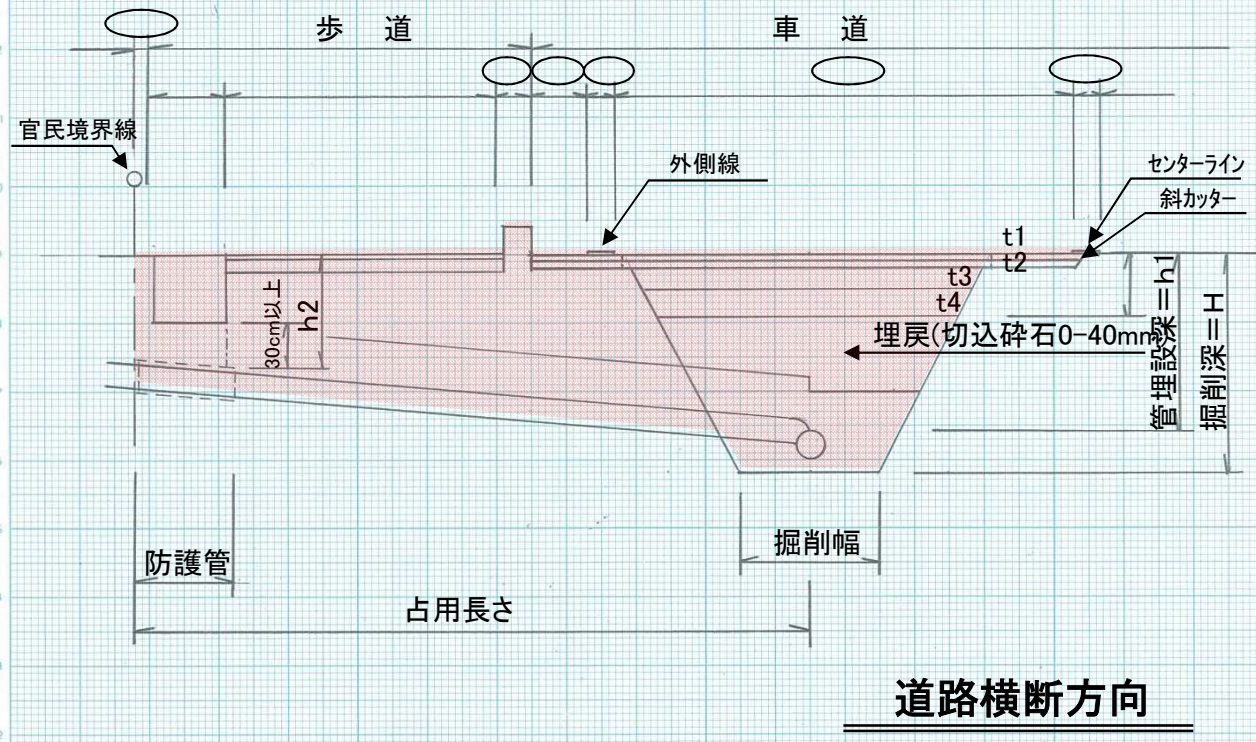 歩 道
車 道
官民境界線
外側線
センターライン
斜カッター
t1
t2
t3
t4
30cm以上
h2
埋戻(切込砕石0-40mm
管埋設深=h1
掘削深=H
防護管
掘削幅
占用長さ
道路横断方向